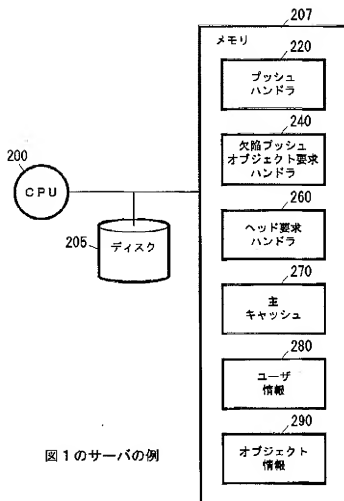 207
メモリ
220
プッシュ
ハンドラ
240
欠陥プッシュ
オブジェクト要求
ハンドラ
200
CPU
260
ヘッド要求
ハンドラ
205
ディスク
270
主
キャッシュ
280
ユーザ
情報
290
オブジェクト
情報
図1のサーバの例